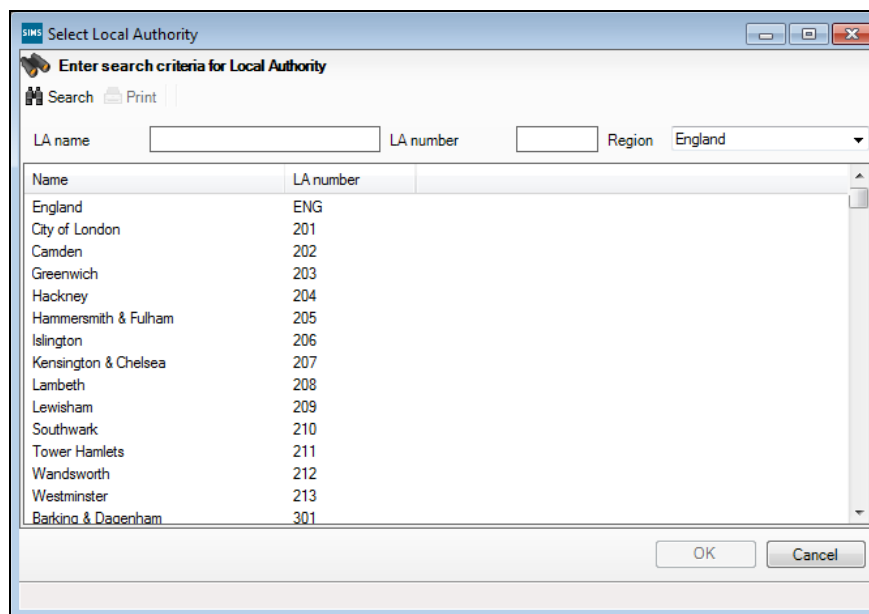 SIMS Select Local Authority
Enter search criteria for Local Authority
Search Print
LA name LA number Region England
Name LA number
England ENG
City of London 201
Camden 202
Greenwich 203
Hackney 204
Hammersmith & Fulham 205
Islington 206
Kensington & Chelsea 207
Lambeth 208
Lewisham 209
Southwark 210
Tower Hamlets 211
Wandsworth 212
Westminster 213
Barking & Dagenham 301
OK Cancel